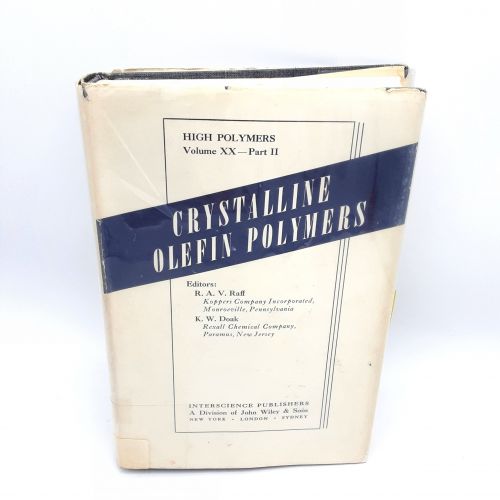 HIGH POLYMERS
Volume XX—Part II
CRYSTALLINE
OLEFIN POLYMERS
Editors:
R. A. V. Raff
Koppers Company Incorporated,
Monroeville, Pennsylvania
K. W. Doak
Rexall Chemical Company,
Paramus, New Jersey
INTERSCIENCE PUBLISHERS
A Division of John Wiley & Sons
NEW YORK · LONDON · SYDNEY